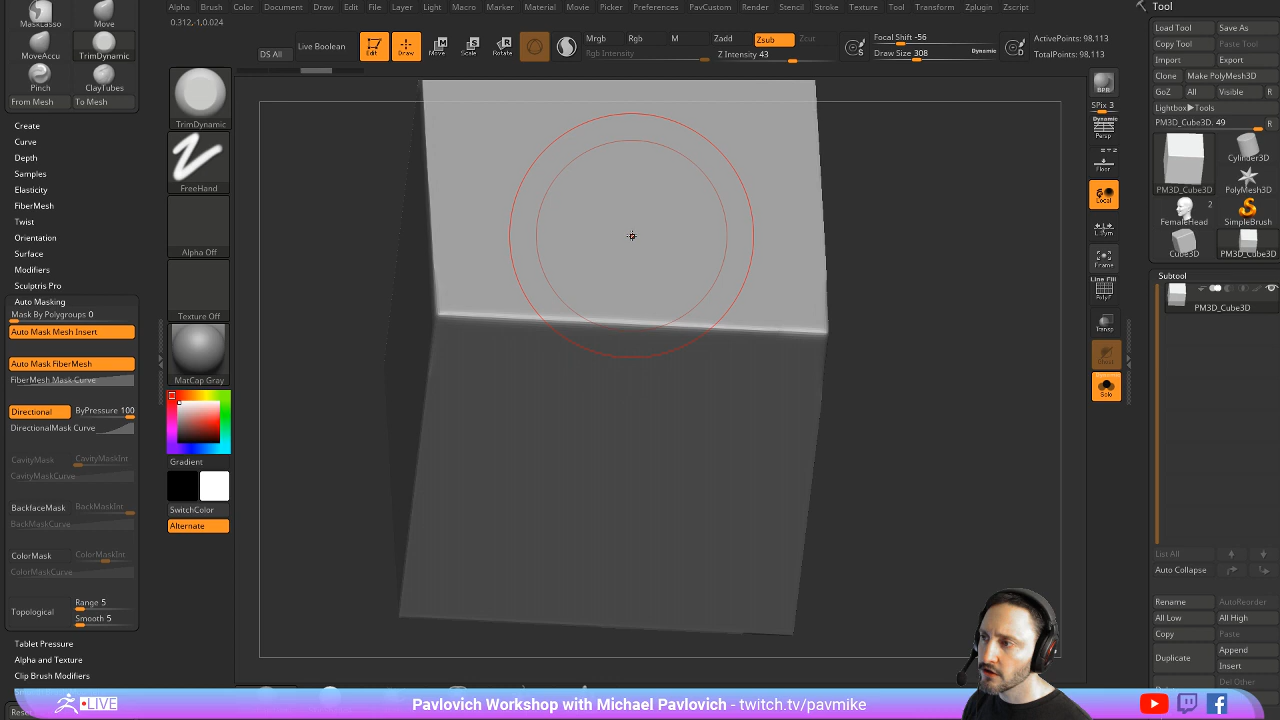 Alpha Brush Color Document Draw Edit File Layer Light Macro Marker Material Movie Picker Preferences PavCustom Render Stencil Stroke Texture Tool Transform Zplugin Zscript
0.312,-1,0.024
MaskLasso Move
MoveAccu TrimDynamic
Pinch ClayTubes
From Mesh To Mesh
Create
Curve
Depth
Samples
Elasticity
FiberMesh
Twist
Orientation
Surface
Modifiers
Sculptris Pro
Auto Masking
Mask By Polygroups 0
Auto Mask Mesh Insert
Auto Mask FiberMesh
FiberMesh Mask Curve
Directional ByPressure 100
DirectionalMask Curve
CavityMask CavityMaskInt
CavityMaskCurve
BackfaceMask BackMaskInt
BackMaskCurve
ColorMask ColorMaskInt
ColorMaskCurve
Topological Range 5
Smooth 5
Tablet Pressure
Alpha and Texture
Clip Brush Modifiers
DS All
Live Boolean
Edit Draw Move Rotate
Mrgb Rgb M
Rgb Intensity
Zadd Zsub Zcut
Z Intensity 43
Focal Shift -56
Draw Size 308 Dynamic
ActivePoints: 98,113
TotalPoints: 98,113
TrimDynamic
FreeHand
Alpha Off
Texture Off
MatCap Gray
Gradient
SwitchColor
Alternate
BPR
SPix 3
Dynamic
Persp
Floor
Local
L.Sym
Frame
Line Fill
PolyF
Transp
Ghost
Dynamic
Solo
Tool
Load Tool Save As
Copy Tool Paste Tool
Import Export
Clone Make PolyMesh3D
GoZ All Visible R
Lightbox▶Tools
PM3D_Cube3D. 49 R
PM3D_Cube3D
Cylinder3D
PolyMesh3D
2
FemaleHead SimpleBrush
Cube3D PM3D_Cube3D
Subtool
PM3D_Cube3D
List All
Auto Collapse
Rename AutoReorder
All Low All High
Copy Paste
Duplicate Append
Insert
Del Other
LIVE
Pavlovich Workshop with Michael Pavlovich - twitch.tv/pavmike